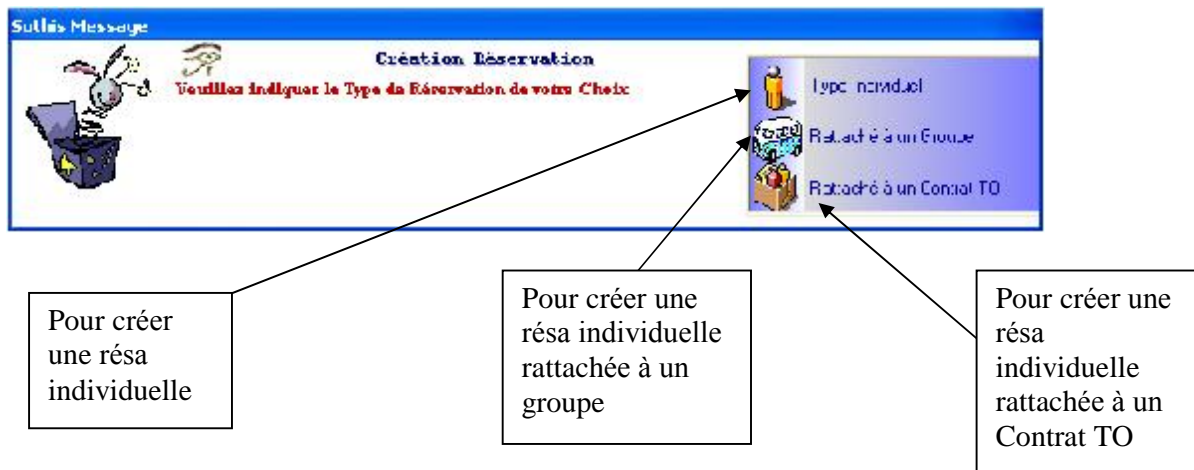 Suthis Message
Création Réservation
Veuillez indiquer le Type de Réservation de votre Choix
Type Individuel
Rattaché à un Groupe
Rattaché à un Contrat TO
Pour créer
une résa
individuelle
Pour créer une
résa individuelle
rattachée à un
groupe
Pour créer une
résa
individuelle
rattachée à un
Contrat TO